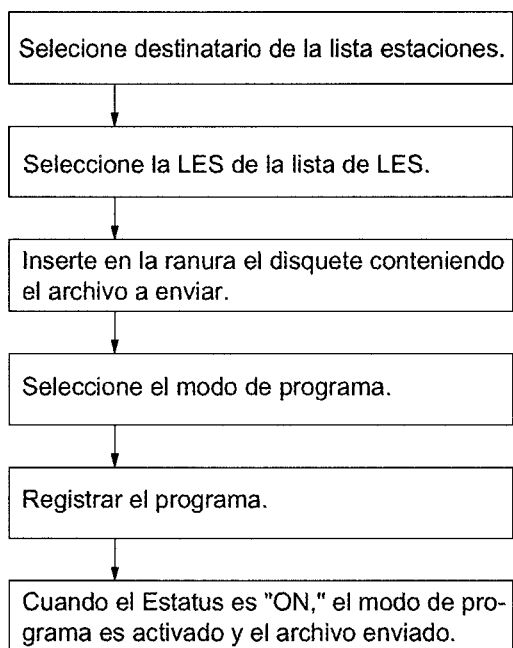 Selecione destinatario de la lista estaciones.
Seleccione la LES de la lista de LES.
Inserte en la ranura el disquete conteniendo
el archivo a enviar.
Seleccione el modo de programa.
Registrar el programa.
Cuando el Estatus es "ON," el modo de pro-
grama es activado y el archivo enviado.